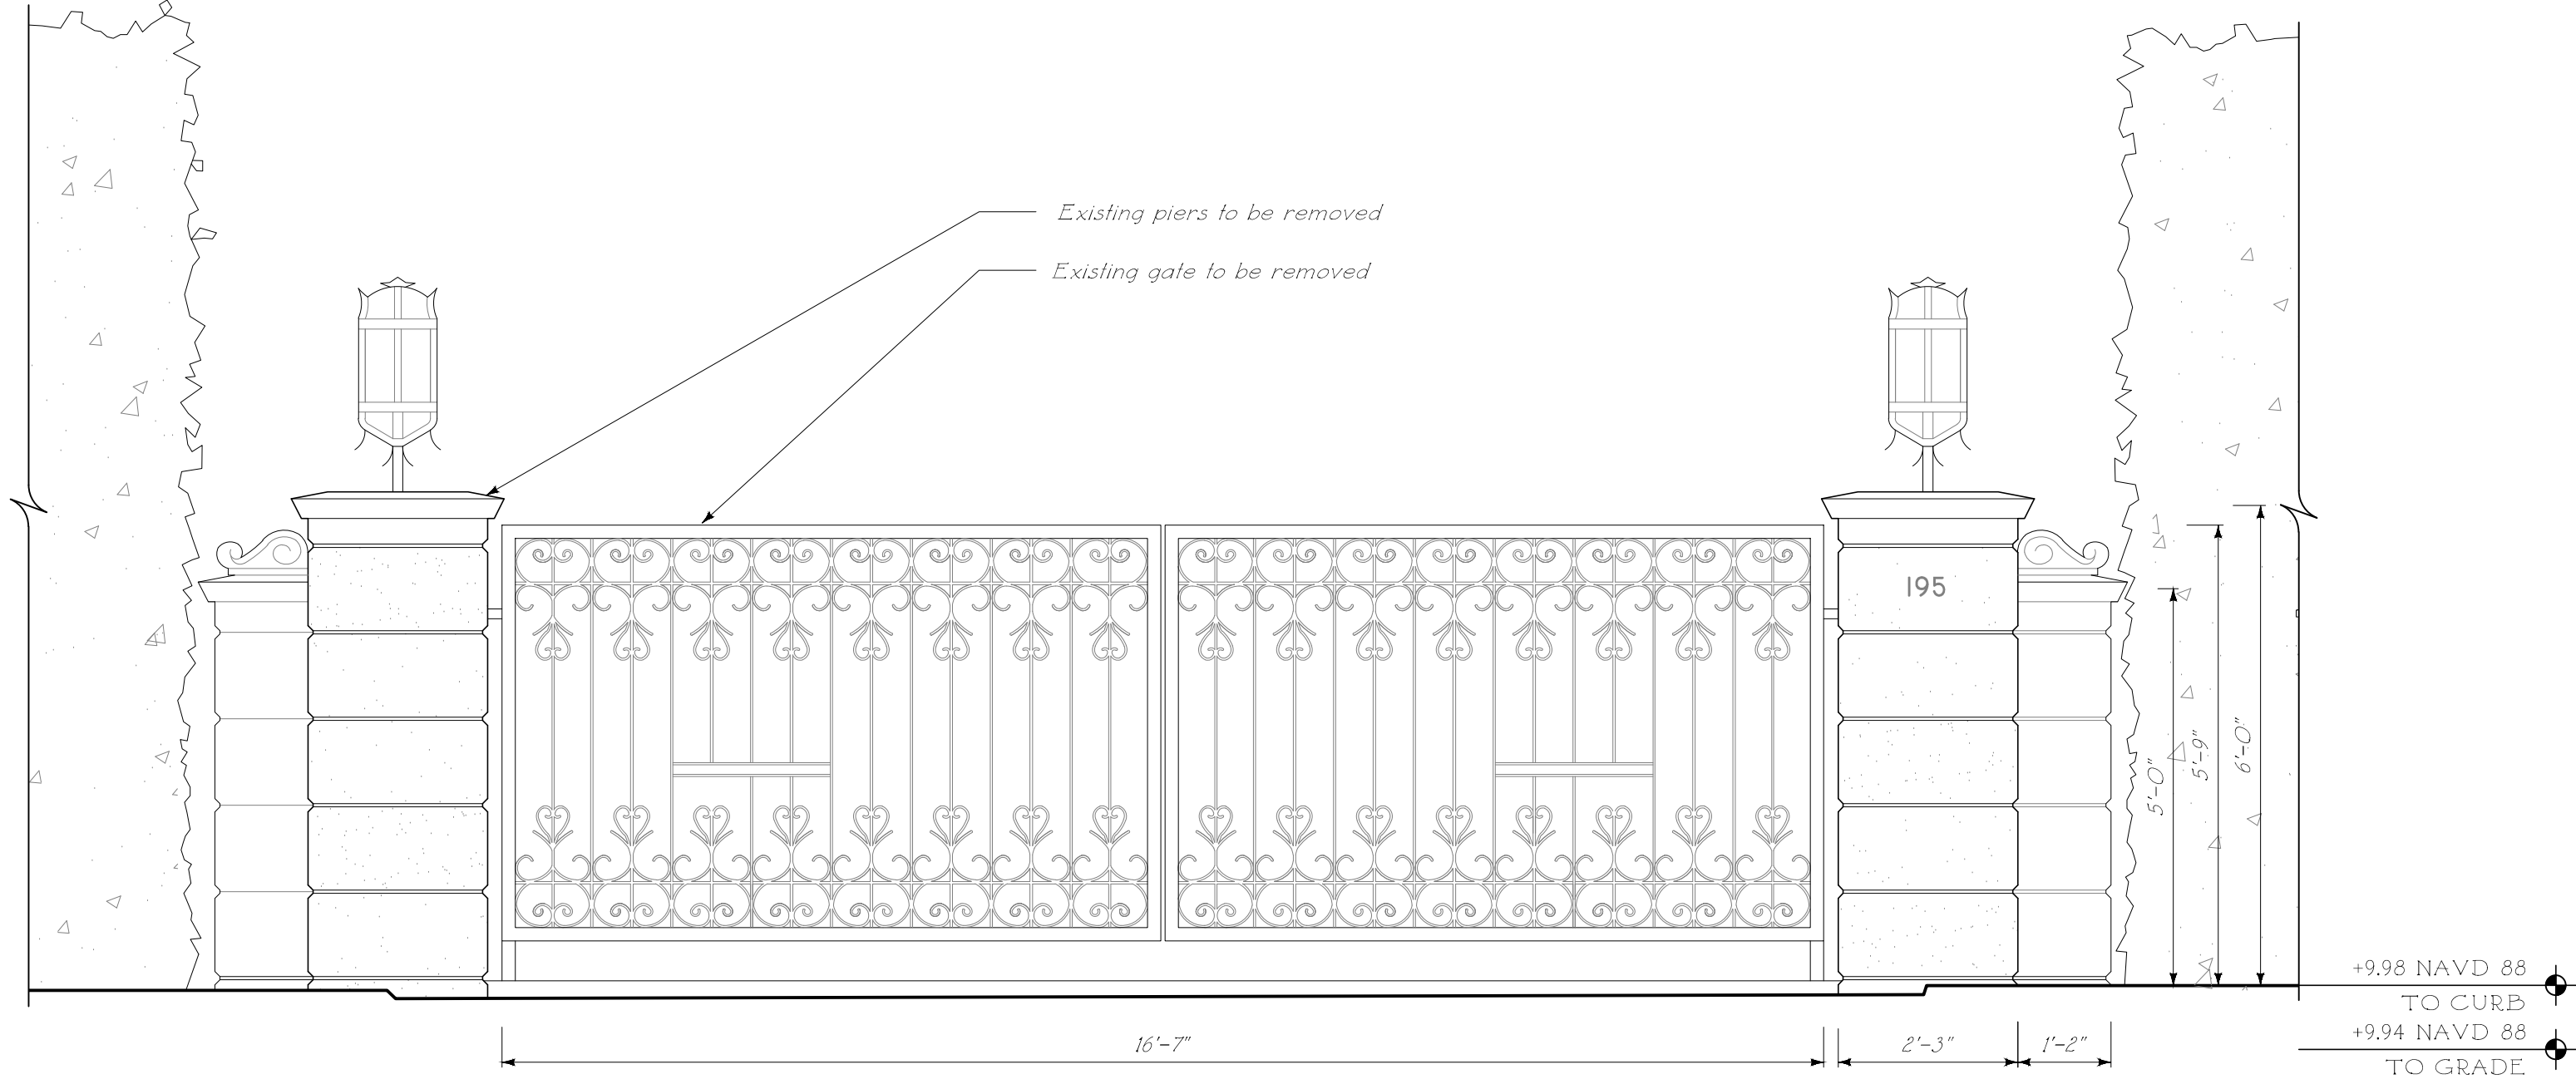 Existing piers to be removed
Existing gate to be removed
195
5'-0"
5'-9"
6'-0"
+9.98 NAVD 88
TO CURB
+9.94 NAVD 88
TO GRADE
16'-7"
2'-3"
1'-2"